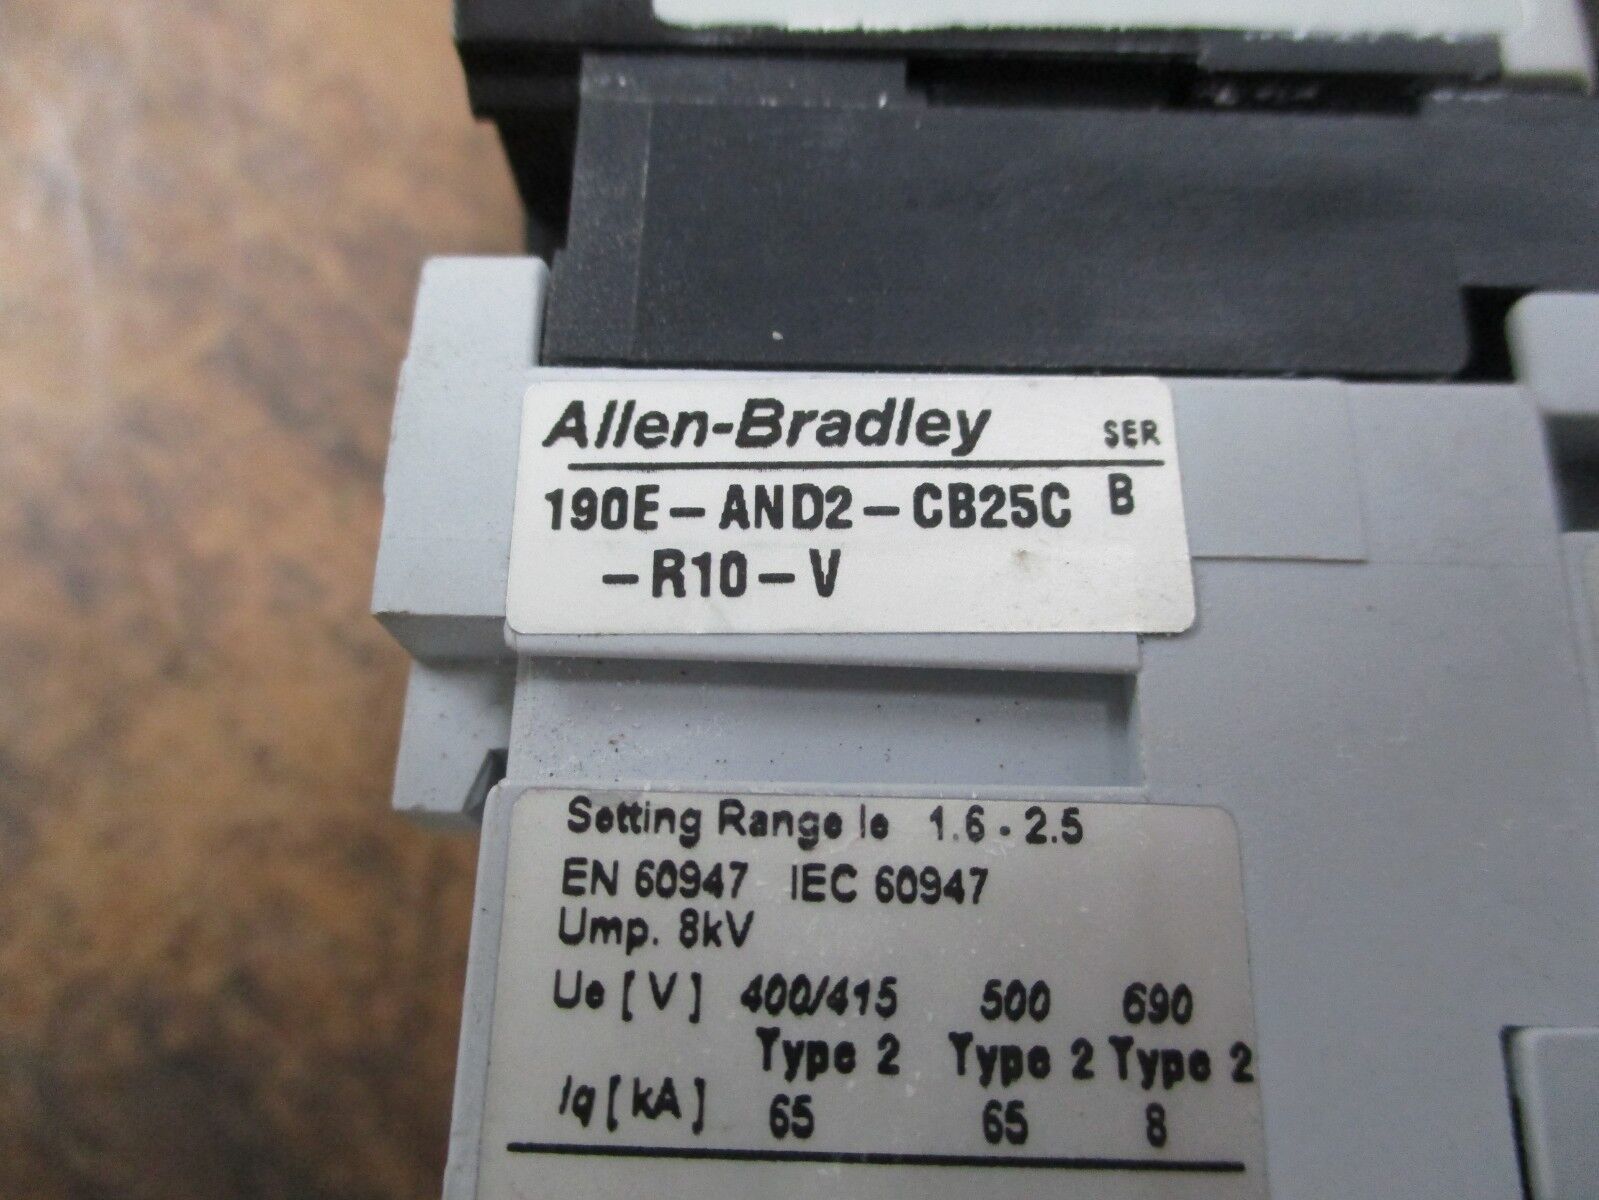 Allen-Bradley SER
190E-AND2-CB25C B
-R10-V
Setting Range Ie 1.6 - 2.5
EN 60947 IEC 60947
Uimp. 8kV
Ue [ V ] 400/415 500 690
Type 2 Type 2 Type 2
Iq [ kA ] 65 65 8